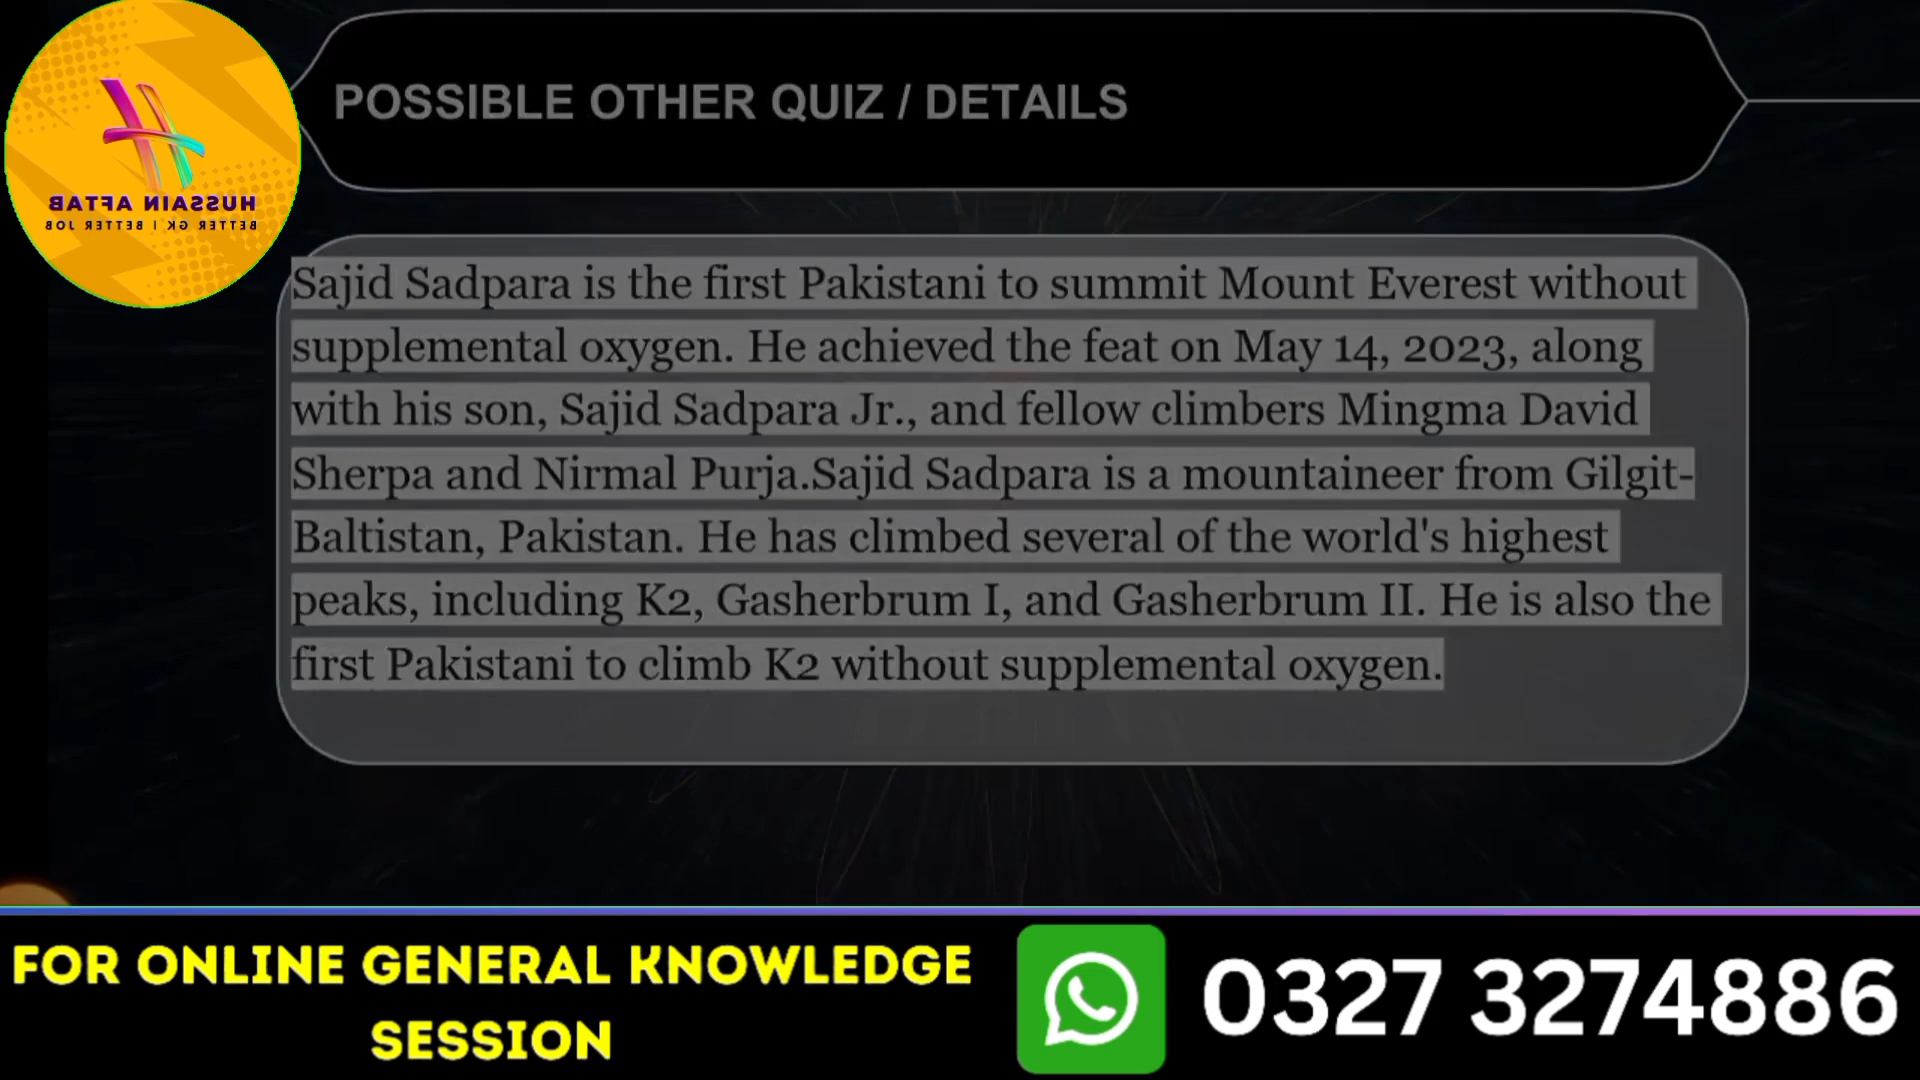 POSSIBLE OTHER QUIZ / DETAILS
HUSSAIN AFTAB
BETTER GK | BETTER JOB
Sajid Sadpara is the first Pakistani to summit Mount Everest without
supplemental oxygen. He achieved the feat on May 14, 2023, along
with his son, Sajid Sadpara Jr., and fellow climbers Mingma David
Sherpa and Nirmal Purja.Sajid Sadpara is a mountaineer from Gilgit-
Baltistan, Pakistan. He has climbed several of the world's highest
peaks, including K2, Gasherbrum I, and Gasherbrum II. He is also the
first Pakistani to climb K2 without supplemental oxygen.
FOR ONLINE GENERAL KNOWLEDGE
SESSION
0327 3274886